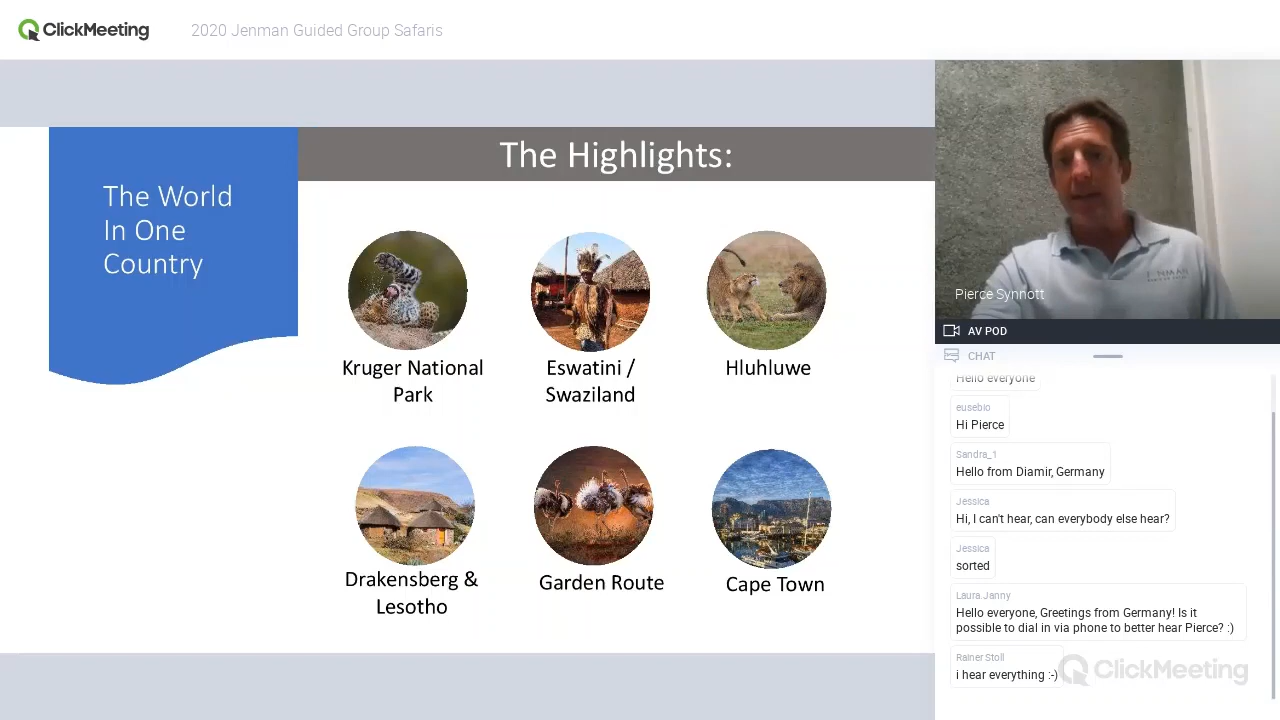 ClickMeeting
2020 Jenman Guided Group Safaris
The World
In One
Country
The Highlights:
Kruger National
Park
Eswatini /
Swaziland
Hluhluwe
Drakensberg &
Lesotho
Garden Route
Cape Town
Pierce Synnott
AV POD
CHAT
Hello everyone
eusebio
Hi Pierce
Sandra_1
Hello from Diamir, Germany
Jessica
Hi, I can't hear, can everybody else hear?
Jessica
sorted
Laura.Janny
Hello everyone, Greetings from Germany! Is it
possible to dial in via phone to better hear Pierce? :)
Rainer Stoll
i hear everything :-)
ClickMeeting